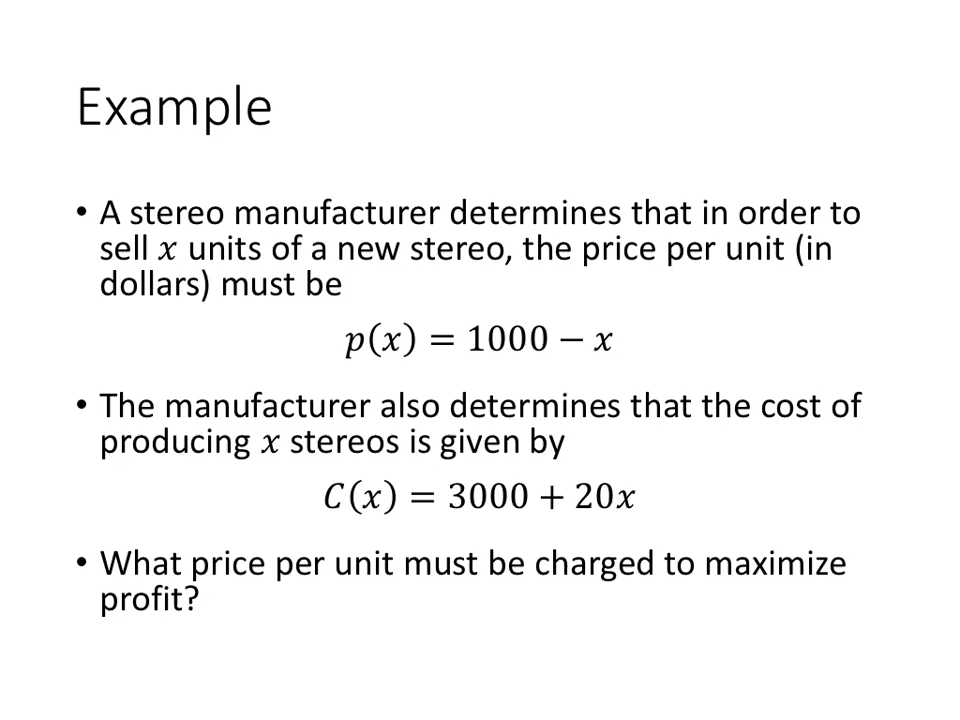 Example
• A stereo manufacturer determines that in order to
sell 𝑥 units of a new stereo, the price per unit (in
dollars) must be
𝑝(𝑥) = 1000 − 𝑥
• The manufacturer also determines that the cost of
producing 𝑥 stereos is given by
𝐶(𝑥) = 3000 + 20𝑥
• What price per unit must be charged to maximize
profit?